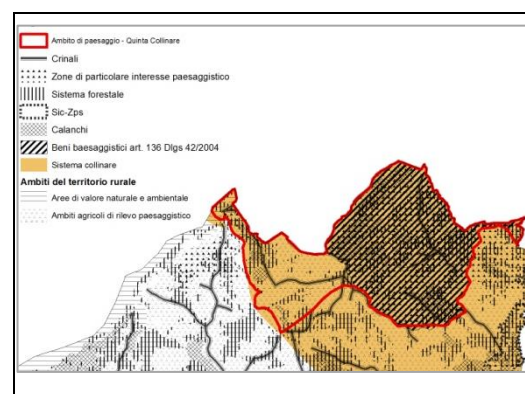 Ambito di paesaggio - Quinta Collinare
Crinali
Zone di particolare interesse paesaggistico
Sistema forestale
Sic-Zps
Calanchi
Beni baesaggistici art. 136 Dlgs 42/2004
Sistema collinare
Ambiti del territorio rurale
Aree di valore naturale e ambientale
Ambiti agricoli di rilevo paesaggistico